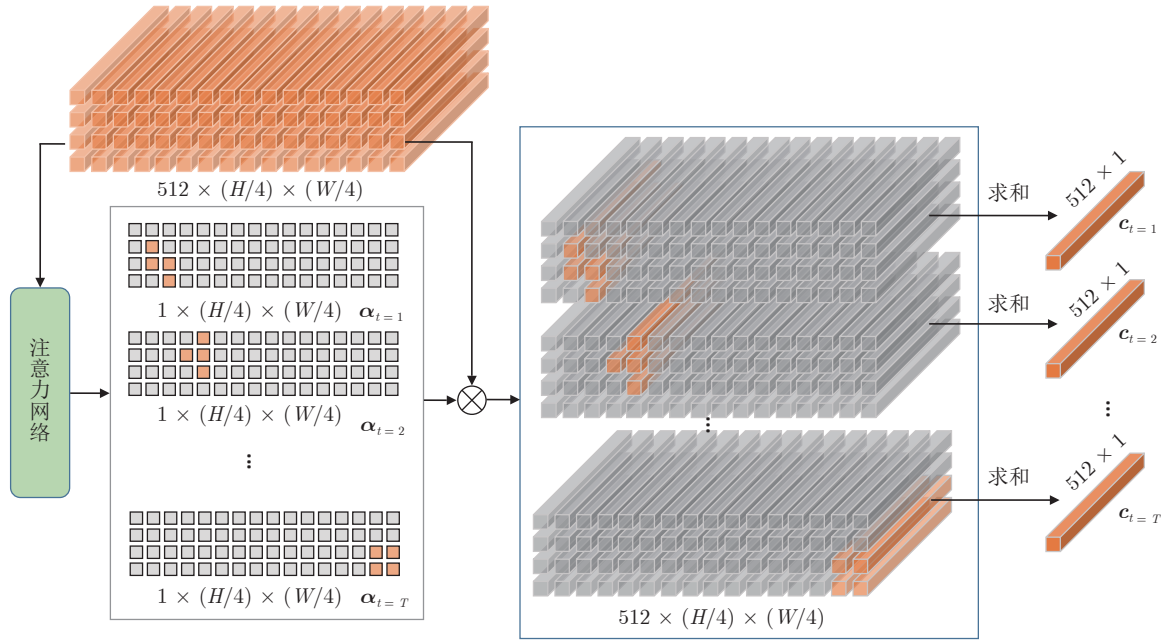 512 × (H/4) × (W/4)
注意力网络
1 × (H/4) × (W/4) α_{t=1}
1 × (H/4) × (W/4) α_{t=2}
...
1 × (H/4) × (W/4) α_{t=T}
...
512 × (H/4) × (W/4)
求和
512 × 1
c_{t=1}
求和
512 × 1
c_{t=2}
...
求和
512 × 1
c_{t=T}